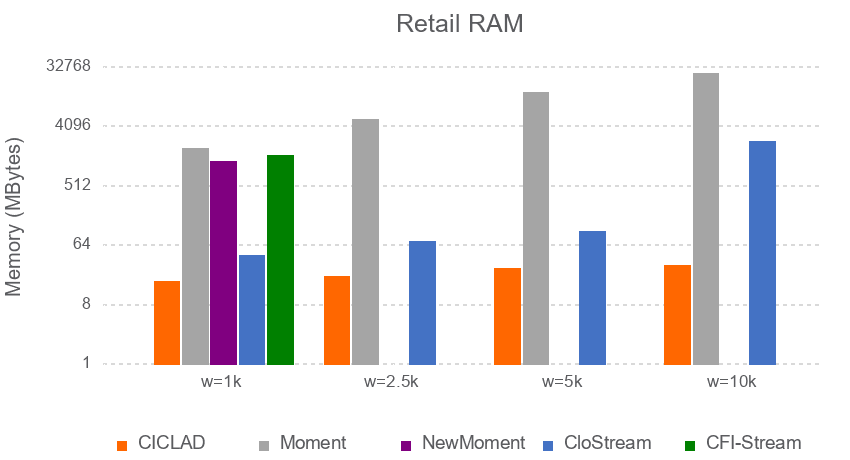 Retail RAM
Memory (MBytes)
32768
4096
512
64
8
1
w=1k w=2.5k w=5k w=10k
CICLAD Moment NewMoment CloStream CFI-Stream